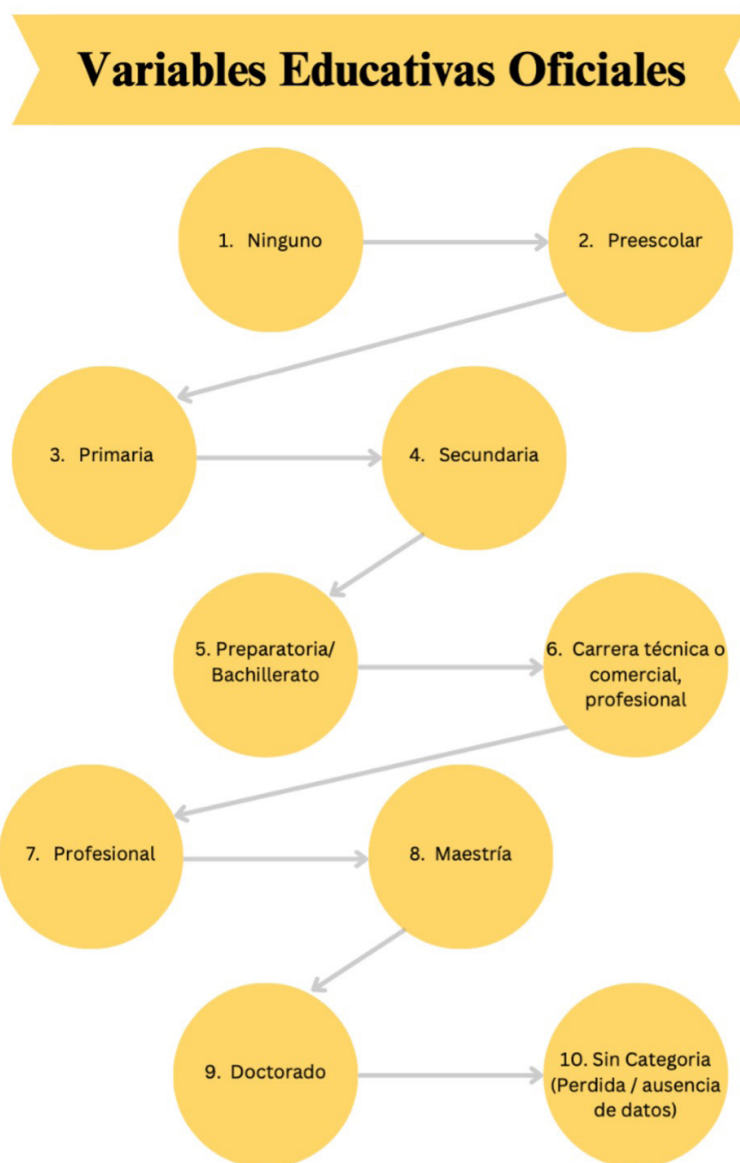 Variables Educativas Oficiales
1. Ninguno
2. Preescolar
3. Primaria
4. Secundaria
5. Preparatoria/
Bachillerato
6. Carrera técnica o
comercial,
profesional
7. Profesional
8. Maestría
9. Doctorado
10. Sin Categoria
(Perdida / ausencia
de datos)